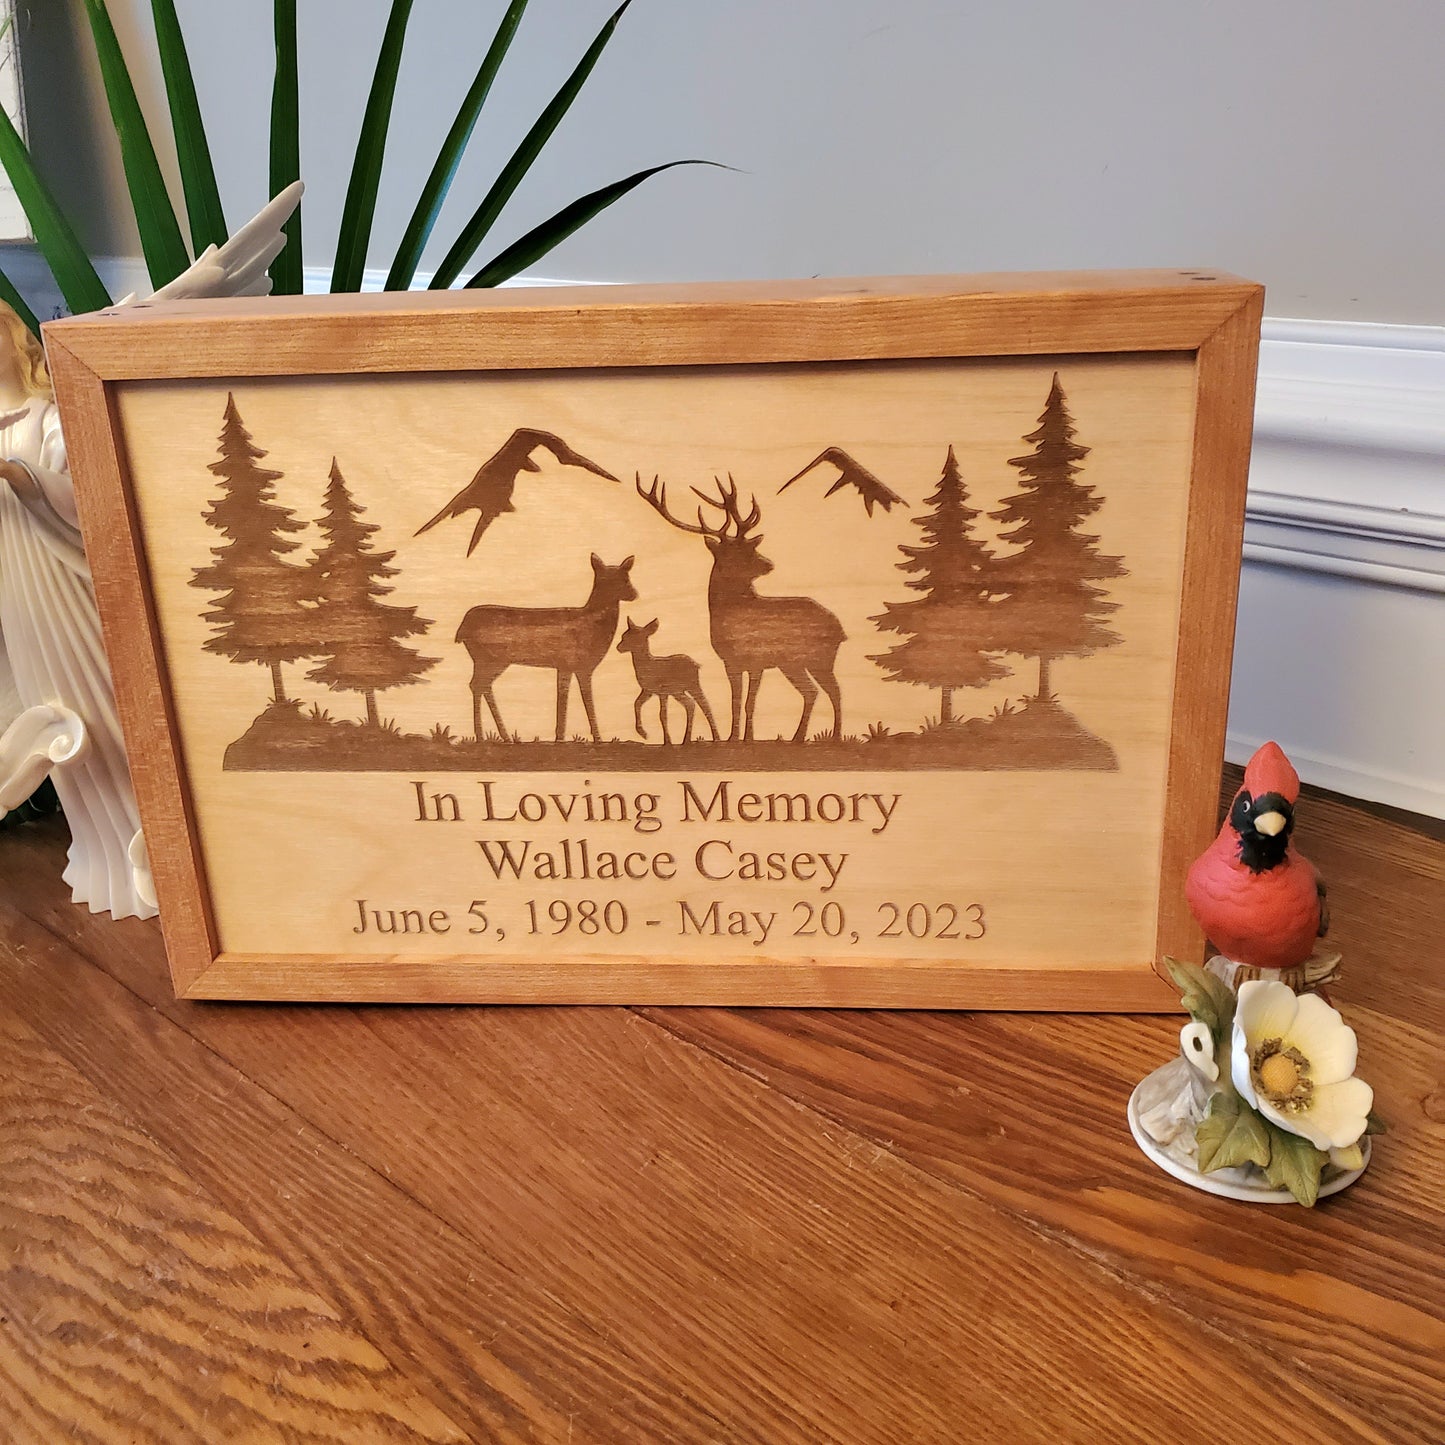 In Loving Memory
Wallace Casey
June 5, 1980 - May 20, 2023